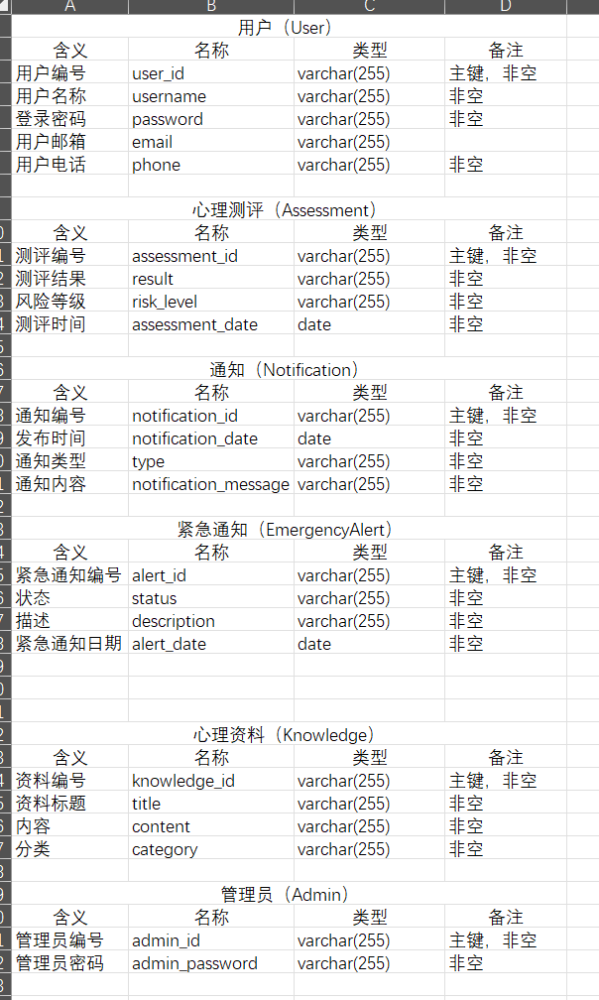 A B C D
用户（User）
含义 名称 类型 备注
用户编号 user_id varchar(255) 主键，非空
用户名称 username varchar(255) 非空
登录密码 password varchar(255) 非空
用户邮箱 email varchar(255)
用户电话 phone varchar(255) 非空
心理测评（Assessment）
含义 名称 类型 备注
测评编号 assessment_id varchar(255) 主键，非空
测评结果 result varchar(255) 非空
风险等级 risk_level varchar(255) 非空
测评时间 assessment_date date 非空
通知（Notification）
含义 名称 类型 备注
通知编号 notification_id varchar(255) 主键，非空
发布时间 notification_date date 非空
通知类型 type varchar(255) 非空
通知内容 notification_message varchar(255) 非空
紧急通知（EmergencyAlert）
含义 名称 类型 备注
紧急通知编号 alert_id varchar(255) 主键，非空
状态 status varchar(255) 非空
描述 description varchar(255) 非空
紧急通知日期 alert_date date 非空
心理资料（Knowledge）
含义 名称 类型 备注
资料编号 knowledge_id varchar(255) 主键，非空
资料标题 title varchar(255) 非空
内容 content varchar(255) 非空
分类 category varchar(255) 非空
管理员（Admin）
含义 名称 类型 备注
管理员编号 admin_id varchar(255) 主键，非空
管理员密码 admin_password varchar(255) 非空